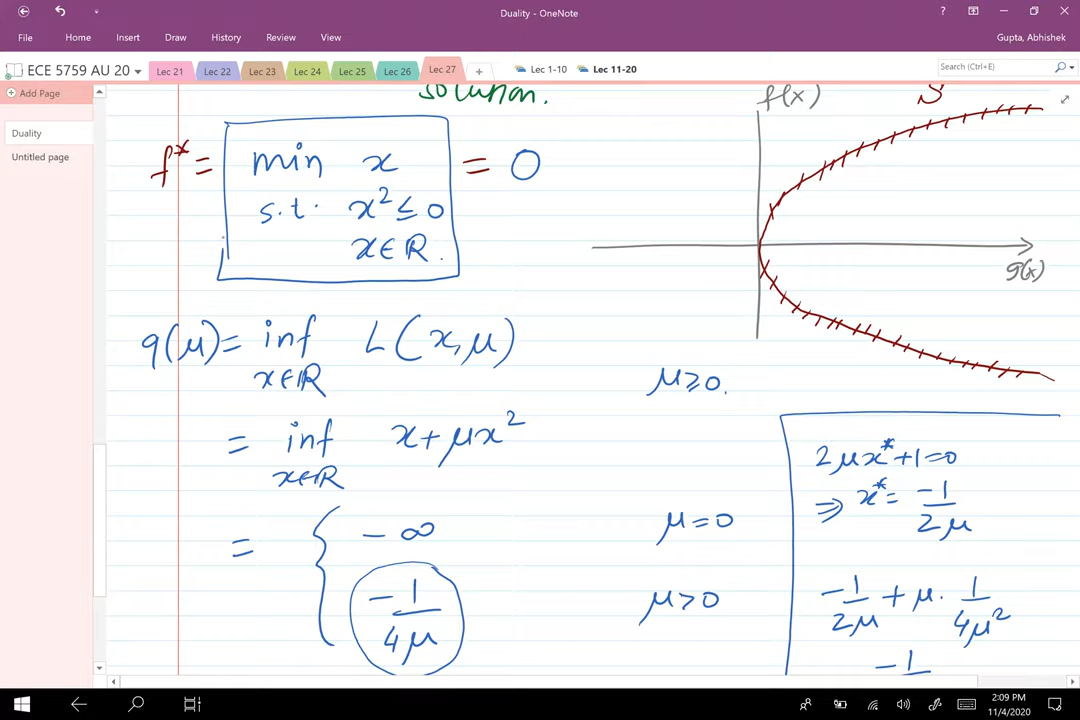 Duality - OneNote
Gupta, Abhishek
File Home Insert Draw History Review View
ECE 5759 AU 20
Lec 21 Lec 22 Lec 23 Lec 24 Lec 25 Lec 26 Lec 27
Lec 1-10
Lec 11-20
Search (Ctrl+E)
Add Page
Duality
Untitled page
solution.
f* =
min x
s.t. x² ≤ 0
x ∈ ℝ.
= 0
f(x)
S
g(x)
q(μ) = inf L(x, μ)
x∈ℝ
μ ≥ 0.
= inf x + μx²
x∈ℝ
= { -∞ μ = 0
-1/4μ μ > 0
2μx* + 1 = 0
⇒ x* = -1/2μ
-1/2μ + μ · 1/4μ²
-1
2:09 PM
11/4/2020